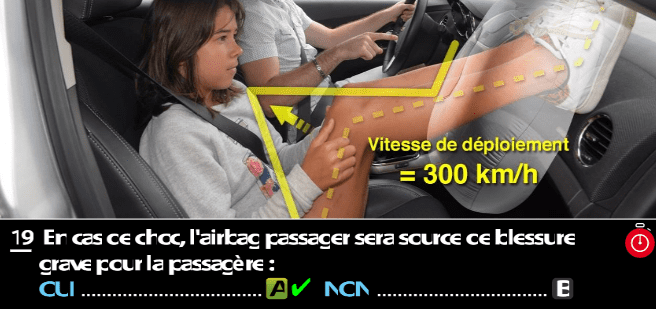 Vitesse de déploiement
= 300 km/h
19 En cas de choc, l'airbag passager sera source de blessure
grave pour la passagère :
OUI ................................ A ✔ NON ................................ B